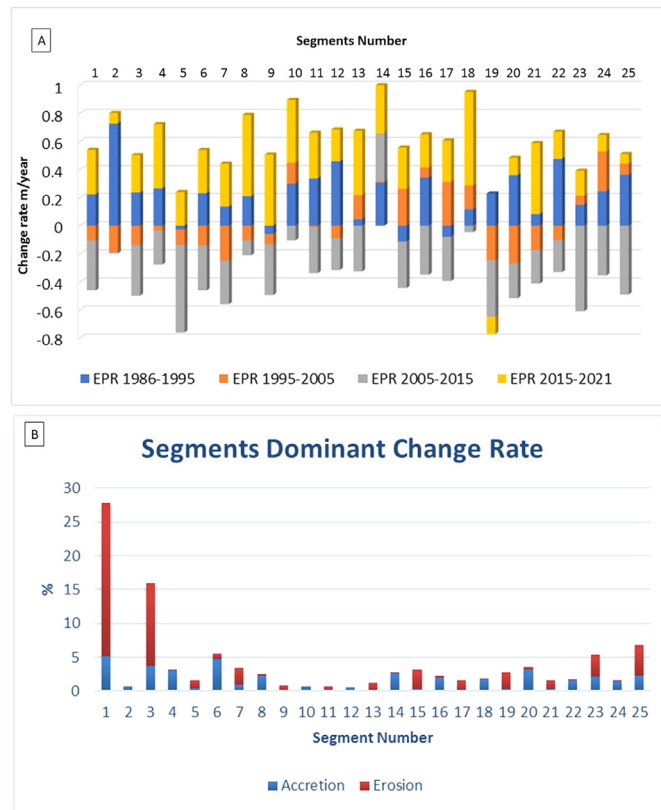 A
Segments Number
1 2 3 4 5 6 7 8 9 10 11 12 13 14 15 16 17 18 19 20 21 22 23 24 25
Change rate m/year
1
0.8
0.6
0.4
0.2
0
-0.2
-0.4
-0.6
-0.8
EPR 1986-1995 EPR 1995-2005 EPR 2005-2015 EPR 2015-2021
B
Segments Dominant Change Rate
%
30
25
20
15
10
5
0
1 2 3 4 5 6 7 8 9 10 11 12 13 14 15 16 17 18 19 20 21 22 23 24 25
Segment Number
Accretion Erosion